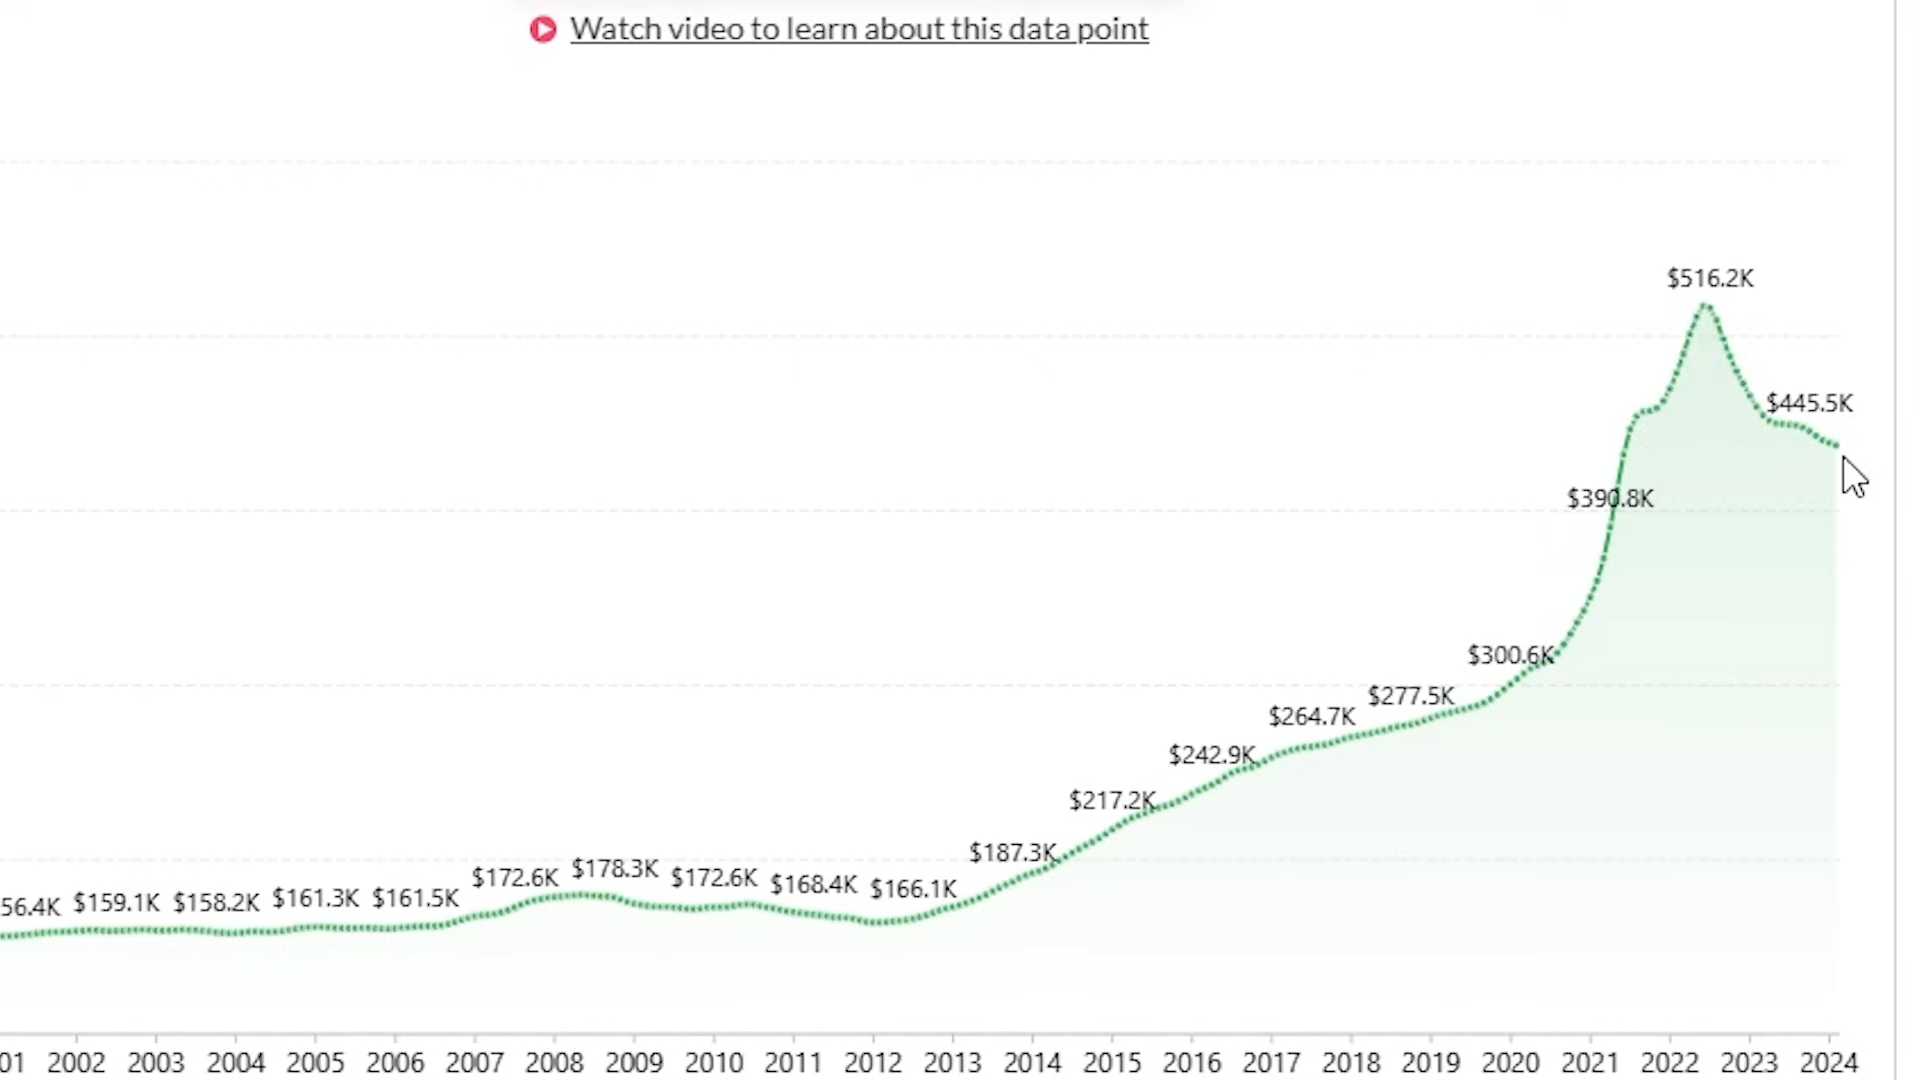 Watch video to learn about this data point
$516.2K
$445.5K
$390.8K
$300.6K
$277.5K
$264.7K
$242.9K
$217.2K
$187.3K
56.4K $159.1K $158.2K $161.3K $161.5K $172.6K $178.3K $172.6K $168.4K $166.1K
01 2002 2003 2004 2005 2006 2007 2008 2009 2010 2011 2012 2013 2014 2015 2016 2017 2018 2019 2020 2021 2022 2023 2024